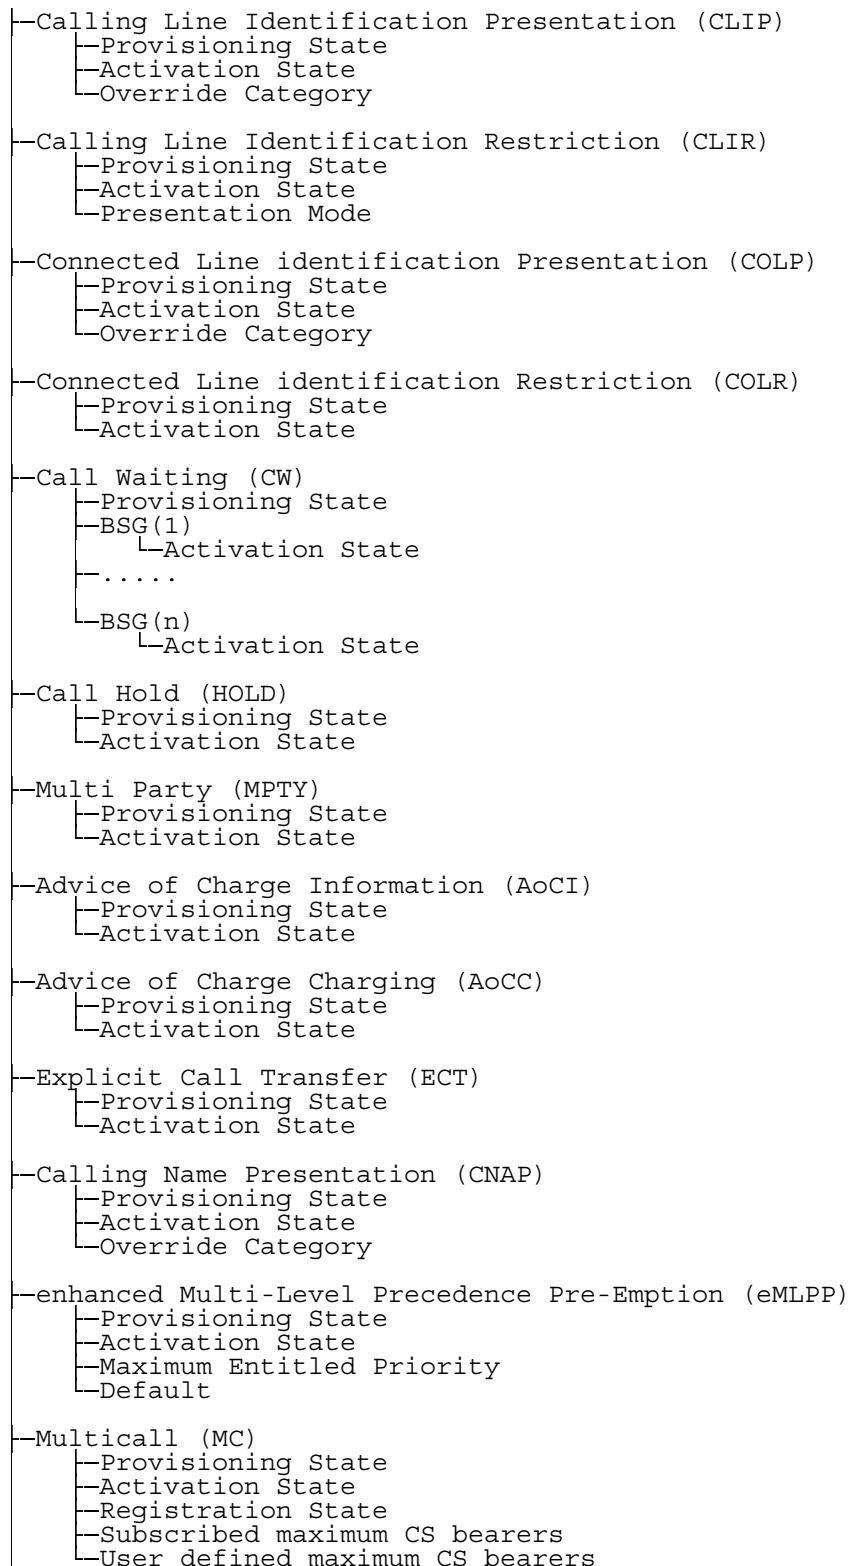 Calling Line Identification Presentation (CLIP)
Provisioning State
Activation State
Override Category
Calling Line Identification Restriction (CLIR)
Provisioning State
Activation State
Presentation Mode
Connected Line identification Presentation (COLP)
Provisioning State
Activation State
Override Category
Connected Line identification Restriction (COLR)
Provisioning State
Activation State
Call Waiting (CW)
Provisioning State
BSG(1)
Activation State
.....
BSG(n)
Activation State
Call Hold (HOLD)
Provisioning State
Activation State
Multi Party (MPTY)
Provisioning State
Activation State
Advice of Charge Information (AoCI)
Provisioning State
Activation State
Advice of Charge Charging (AoCC)
Provisioning State
Activation State
Explicit Call Transfer (ECT)
Provisioning State
Activation State
Calling Name Presentation (CNAP)
Provisioning State
Activation State
Override Category
enhanced Multi-Level Precedence Pre-Emption (eMLPP)
Provisioning State
Activation State
Maximum Entitled Priority
Default
Multicall (MC)
Provisioning State
Activation State
Registration State
Subscribed maximum CS bearers
User defined maximum CS bearers